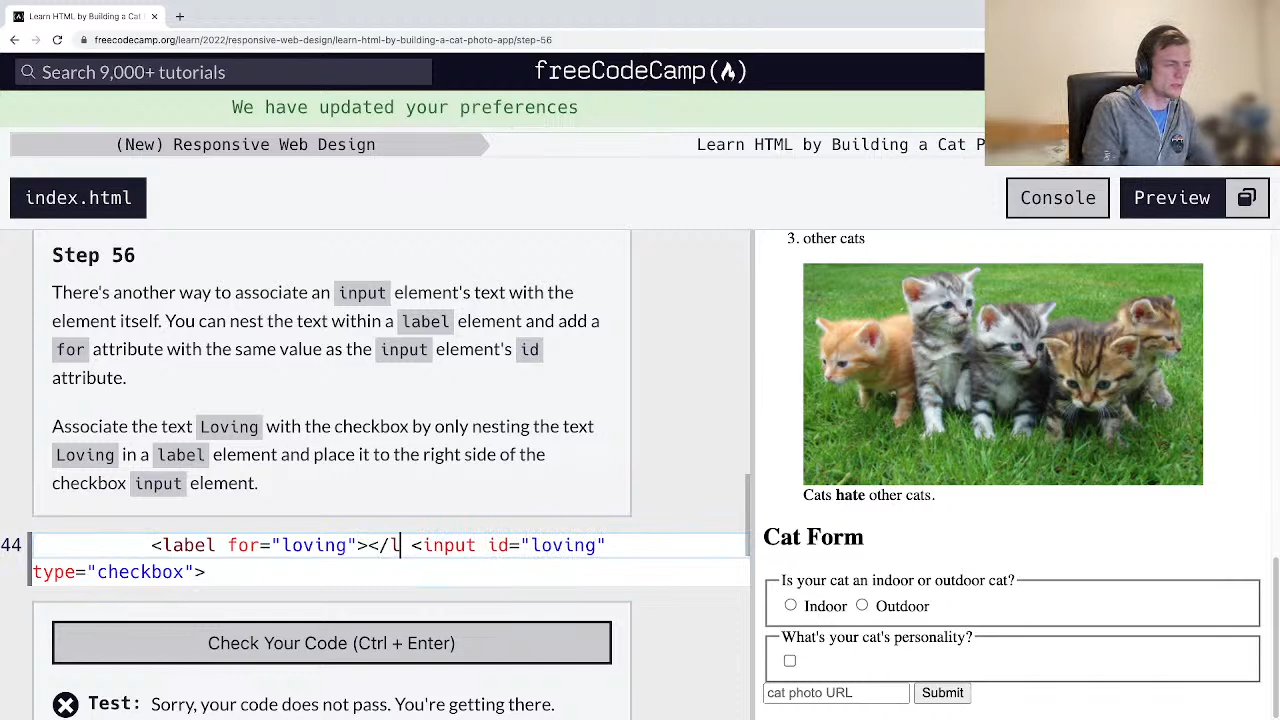 Learn HTML by Building a Cat
freecodecamp.org/learn/2022/responsive-web-design/learn-html-by-building-a-cat-photo-app/step-56
Search 9,000+ tutorials
freeCodeCamp
We have updated your preferences
(New) Responsive Web Design
Learn HTML by Building a Cat P
index.html
Console
Preview
Step 56
There's another way to associate an input element's text with the
element itself. You can nest the text within a label element and add a
for attribute with the same value as the input element's id
attribute.
Associate the text Loving with the checkbox by only nesting the text
Loving in a label element and place it to the right side of the
checkbox input element.
44 <label for="loving"></l <input id="loving"
type="checkbox">
Check Your Code (Ctrl + Enter)
Test: Sorry, your code does not pass. You're getting there.
3. other cats
Cats hate other cats.
Cat Form
Is your cat an indoor or outdoor cat?
Indoor Outdoor
What's your cat's personality?
cat photo URL Submit